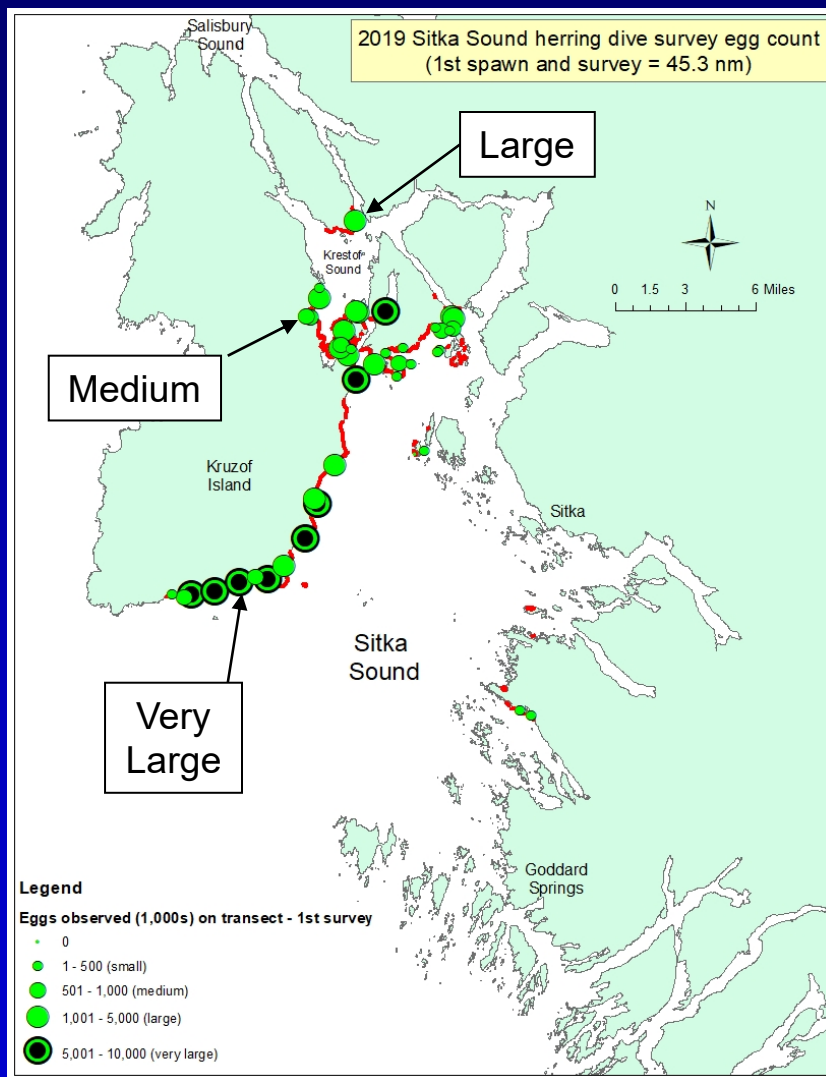 Salisbury
Sound
2019 Sitka Sound herring dive survey egg count
(1st spawn and survey = 45.3 nm)
Large
N
Krestof
Sound
0 1.5 3 6 Miles
Medium
Kruzof
Island
Sitka
Sitka
Sound
Very
Large
Goddard
Springs
Legend
Eggs observed (1,000s) on transect - 1st survey
0
1 - 500 (small)
501 - 1,000 (medium)
1,001 - 5,000 (large)
5,001 - 10,000 (very large)